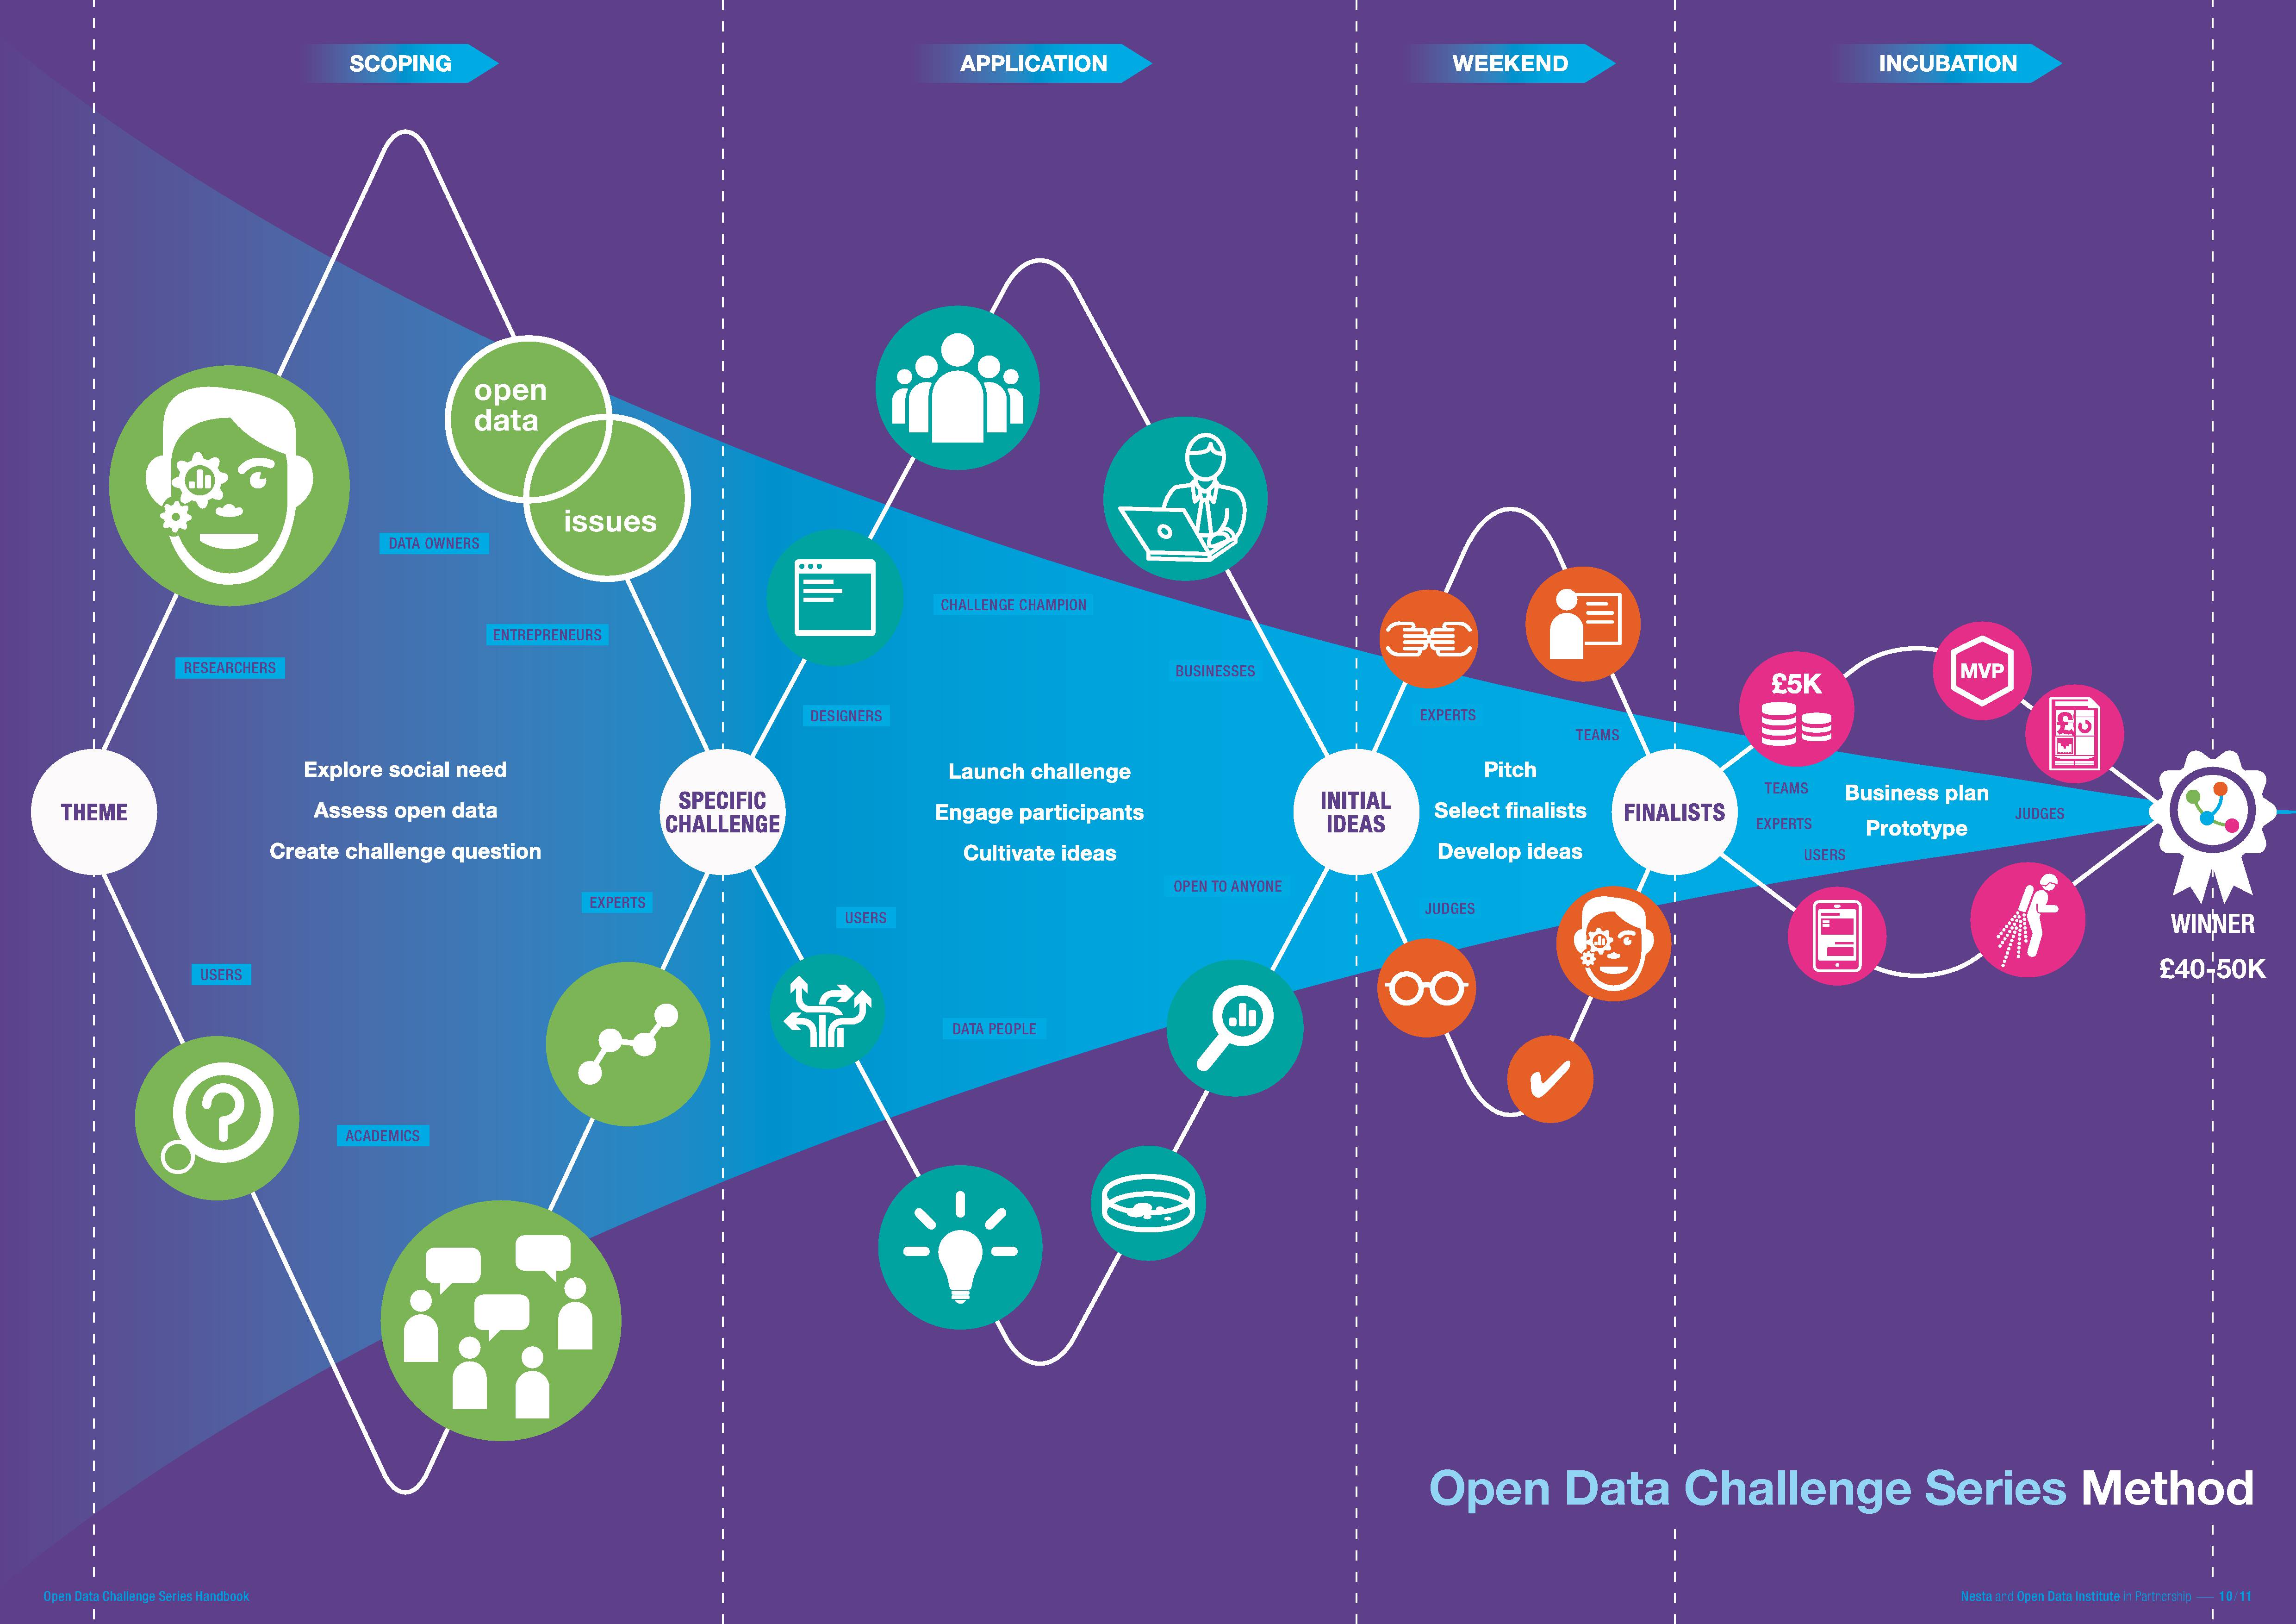 SCOPING
APPLICATION
WEEKEND
INCUBATION
open
data
issues
DATA OWNERS
ENTREPRENEURS
RESEARCHERS
THEME
Explore social need
Assess open data
Create challenge question
EXPERTS
USERS
ACADEMICS
SPECIFIC
CHALLENGE
CHALLENGE CHAMPION
BUSINESSES
DESIGNERS
Launch challenge
Engage participants
Cultivate ideas
OPEN TO ANYONE
USERS
DATA PEOPLE
INITIAL
IDEAS
EXPERTS
TEAMS
Pitch
Select finalists
Develop ideas
JUDGES
FINALISTS
£5K
MVP
£
TEAMS
Business plan
JUDGES
EXPERTS
Prototype
USERS
WINNER
£40-50K
Open Data Challenge Series Method
Open Data Challenge Series Handbook
Nesta and Open Data Institute in Partnership — 10/11